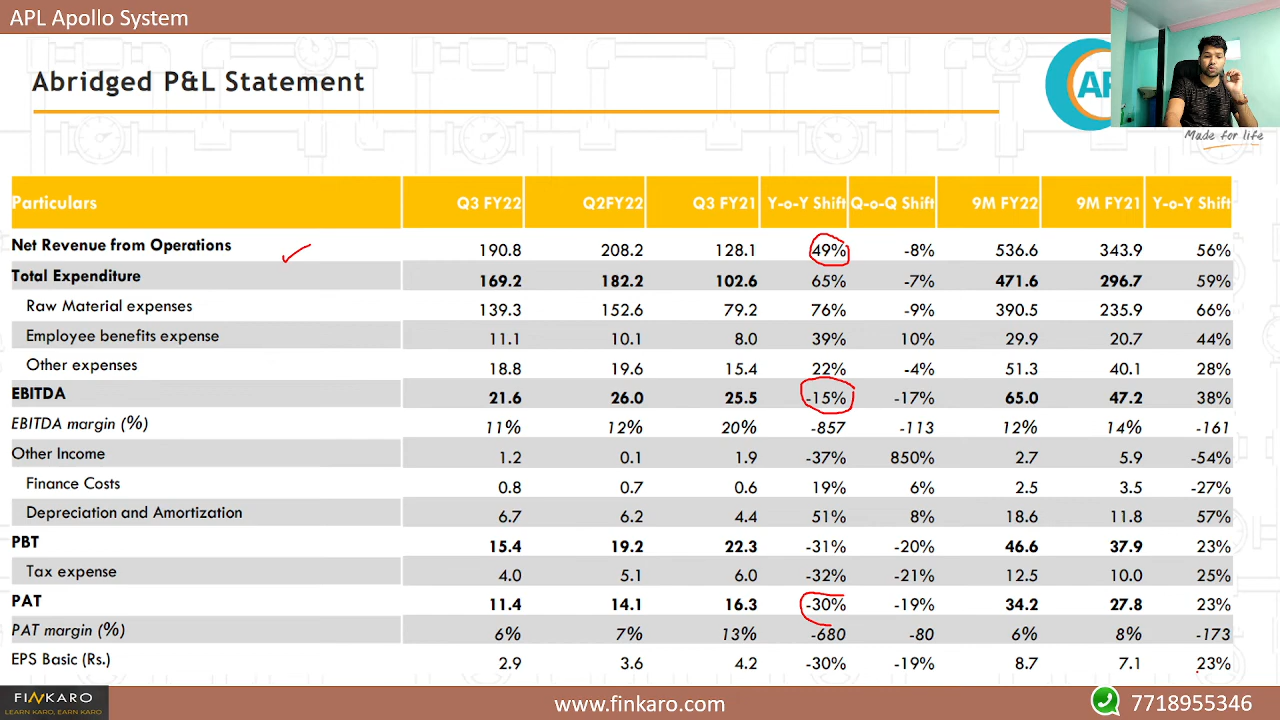 APL Apollo System
Abridged P&L Statement
AP
Made for life
Particulars Q3 FY22 Q2FY22 Q3 FY21 Y-o-Y Shift Q-o-Q Shift 9M FY22 9M FY21 Y-o-Y Shift
Net Revenue from Operations 190.8 208.2 128.1 49% -8% 536.6 343.9 56%
Total Expenditure 169.2 182.2 102.6 65% -7% 471.6 296.7 59%
Raw Material expenses 139.3 152.6 79.2 76% -9% 390.5 235.9 66%
Employee benefits expense 11.1 10.1 8.0 39% 10% 29.9 20.7 44%
Other expenses 18.8 19.6 15.4 22% -4% 51.3 40.1 28%
EBITDA 21.6 26.0 25.5 -15% -17% 65.0 47.2 38%
EBITDA margin (%) 11% 12% 20% -857 -113 12% 14% -161
Other Income 1.2 0.1 1.9 -37% 850% 2.7 5.9 -54%
Finance Costs 0.8 0.7 0.6 19% 6% 2.5 3.5 -27%
Depreciation and Amortization 6.7 6.2 4.4 51% 8% 18.6 11.8 57%
PBT 15.4 19.2 22.3 -31% -20% 46.6 37.9 23%
Tax expense 4.0 5.1 6.0 -32% -21% 12.5 10.0 25%
PAT 11.4 14.1 16.3 -30% -19% 34.2 27.8 23%
PAT margin (%) 6% 7% 13% -680 -80 6% 8% -173
EPS Basic (Rs.) 2.9 3.6 4.2 -30% -19% 8.7 7.1 23%
FINKARO
LEARN KARO, EARN KARO
www.finkaro.com
7718955346